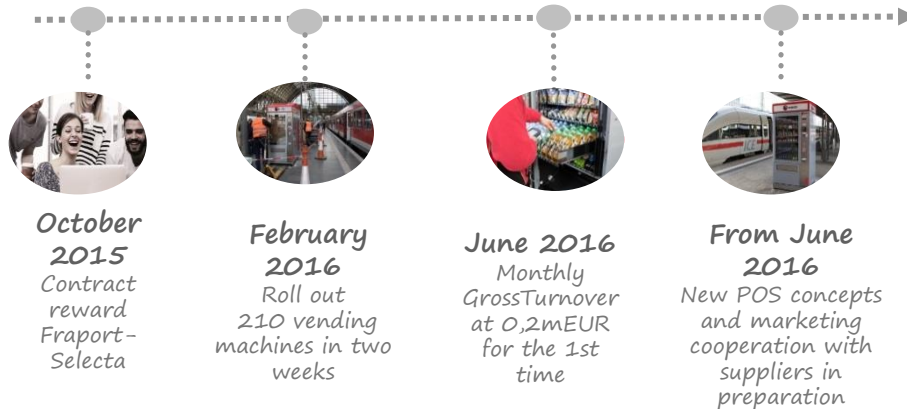 October
2015
Contract
reward
Fraport-
Selecta
February
2016
Roll out
210 vending
machines in two
weeks
June 2016
Monthly
GrossTurnover
at 0,2mEUR
for the 1st
time
From June
2016
New POS concepts
and marketing
cooperation with
suppliers in
preparation
ICE